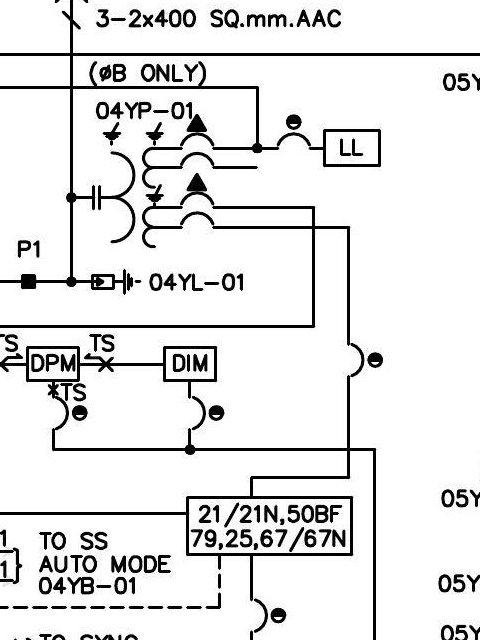 3-2x400 SQ.mm.AAC
(øB ONLY)
05Y
04YP-01
LL
P1
04YL-01
TS
TS
DPM
DIM
TS
05Y
21/21N,50BF
79,25,67/67N
1
TO SS
1
AUTO MODE
04YB-01
05Y
05Y
TO SYNC